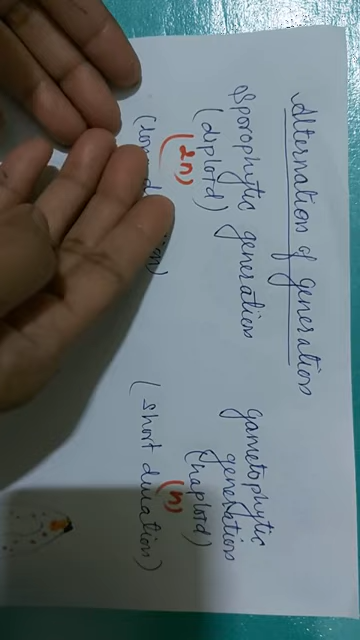 Alternation of generation
Sporophytic generation
(diploid)
(2n)
gametophytic
generation
(haploid)
(n)
(short duration)